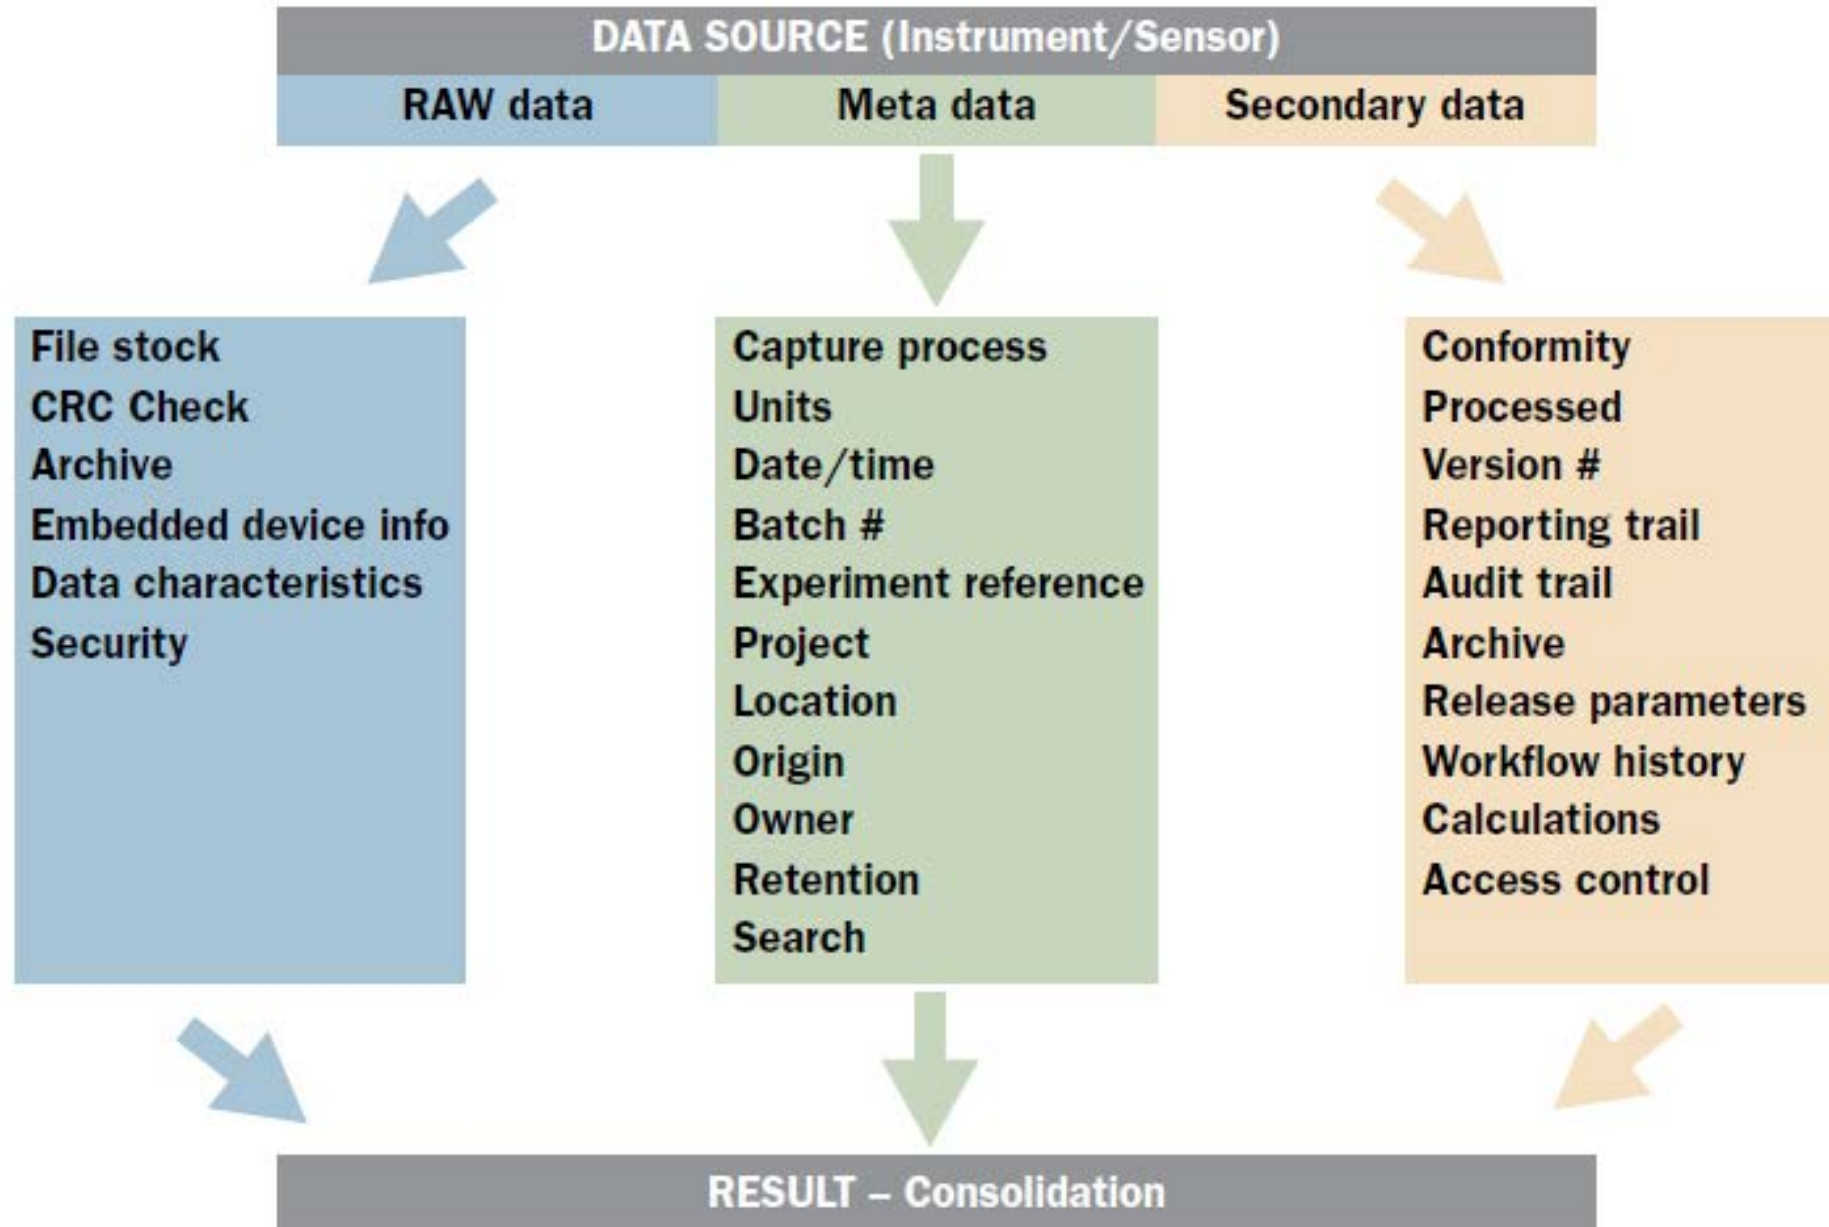 DATA SOURCE (Instrument/Sensor)
RAW data
Meta data
Secondary data
File stock
CRC Check
Archive
Embedded device info
Data characteristics
Security
Capture process
Units
Date/time
Batch #
Experiment reference
Project
Location
Origin
Owner
Retention
Search
Conformity
Processed
Version #
Reporting trail
Audit trail
Archive
Release parameters
Workflow history
Calculations
Access control
RESULT – Consolidation